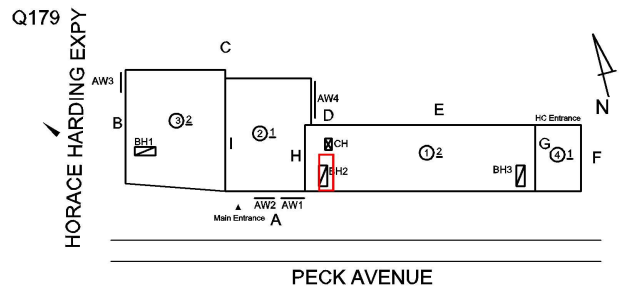 Q179
HORACE HARDING EXPY
C
AW3
AW4
B
③ 2
② 1
D
E
HC Entrance
N
BH1
I
H
CH
① 2
G
④ 1
F
BH2
BH3
Main Entrance
AW2
AW1
A
PECK AVENUE